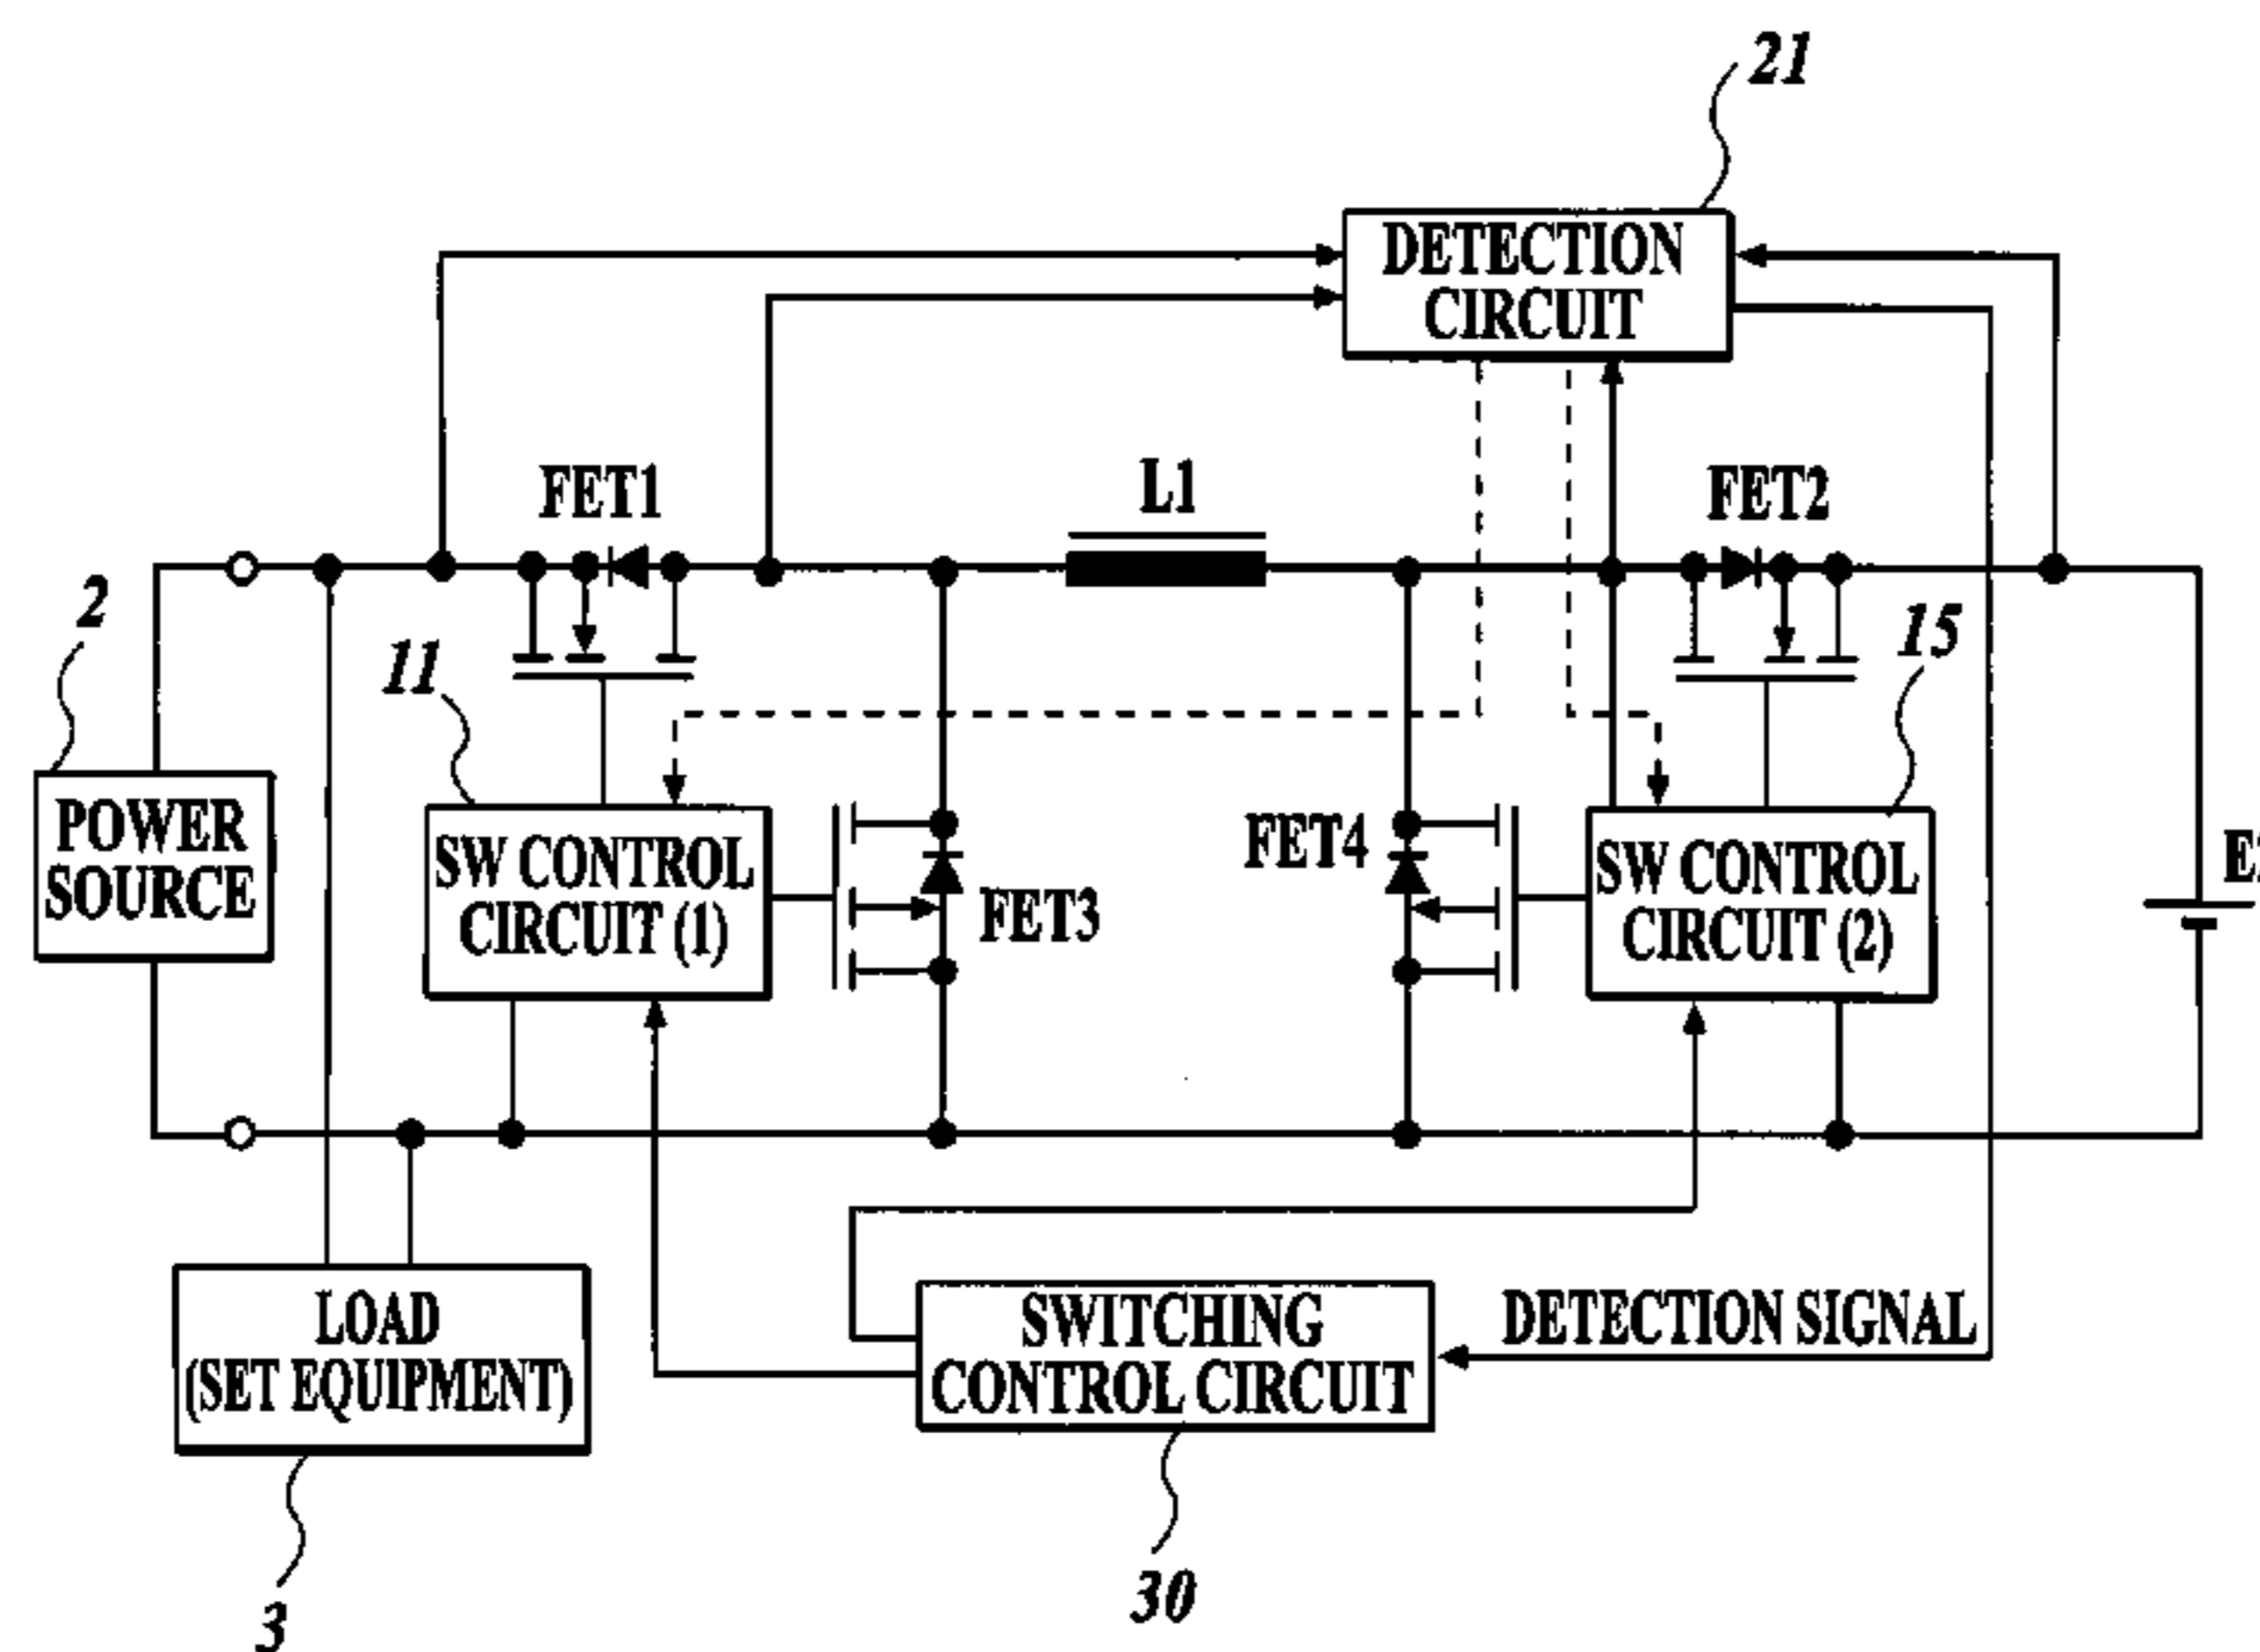 21
DETECTION
CIRCUIT
FET1
L1
FET2
2
11
15
POWER
SOURCE
SW CONTROL
CIRCUIT (1)
FET3
FET4
SW CONTROL
CIRCUIT (2)
LOAD
(SET EQUIPMENT)
SWITCHING
CONTROL CIRCUIT
DETECTION SIGNAL
3
30